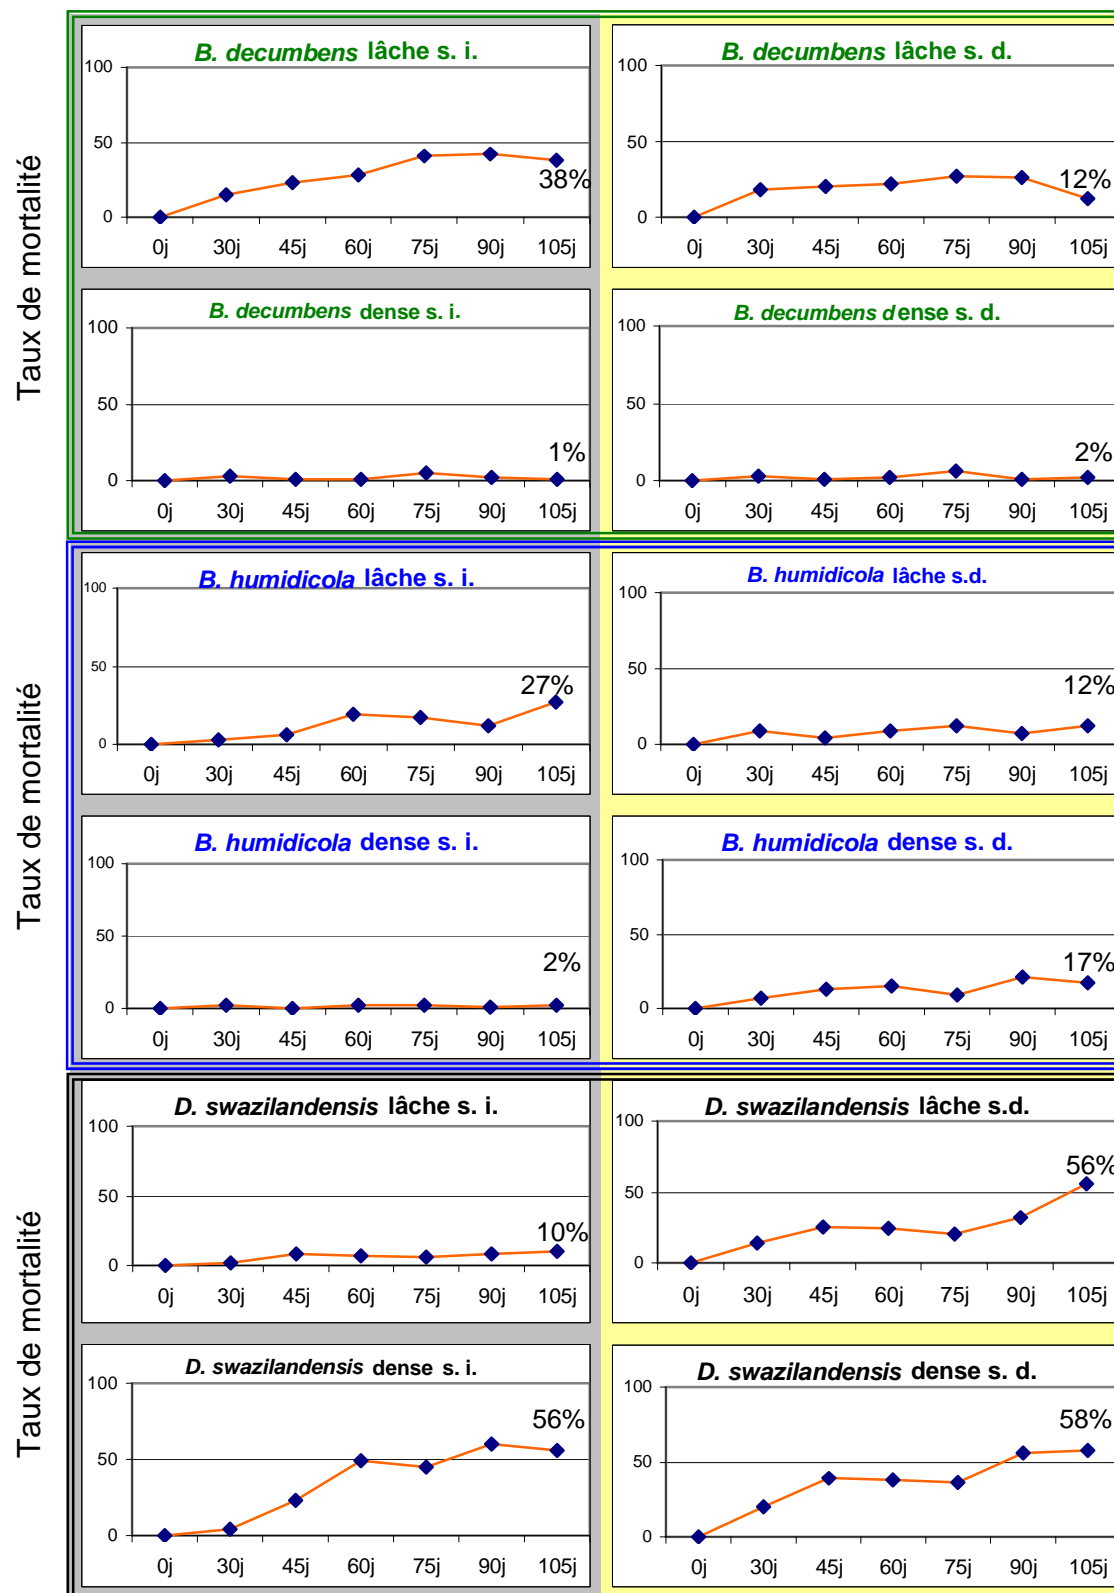 Taux de mortalité
B. decumbens lâche s. i.
100
50
0
38%
0j 30j 45j 60j 75j 90j 105j
B. decumbens lâche s. d.
100
50
0
12%
0j 30j 45j 60j 75j 90j 105j
B. decumbens dense s. i.
100
50
0
1%
0j 30j 45j 60j 75j 90j 105j
B. decumbens dense s. d.
100
50
0
2%
0j 30j 45j 60j 75j 90j 105j
Taux de mortalité
B. humidicola lâche s. i.
100
50
0
27%
0j 30j 45j 60j 75j 90j 105j
B. humidicola lâche s.d.
100
50
0
12%
0j 30j 45j 60j 75j 90j 105j
B. humidicola dense s. i.
100
50
0
2%
0j 30j 45j 60j 75j 90j 105j
B. humidicola dense s. d.
100
50
0
17%
0j 30j 45j 60j 75j 90j 105j
Taux de mortalité
D. swazilandensis lâche s. i.
100
50
0
10%
0j 30j 45j 60j 75j 90j 105j
D. swazilandensis lâche s.d.
100
50
0
56%
0j 30j 45j 60j 75j 90j 105j
D. swazilandensis dense s. i.
100
50
0
56%
0j 30j 45j 60j 75j 90j 105j
D. swazilandensis dense s. d.
100
50
0
58%
0j 30j 45j 60j 75j 90j 105j